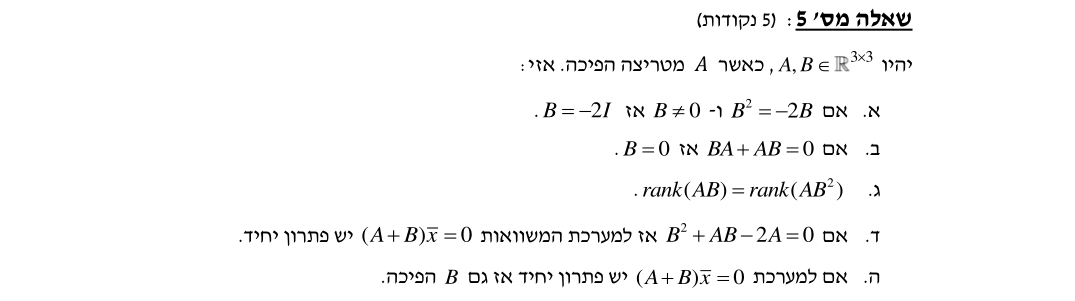 שאלה מס' 5 : (5 נקודות)
יהיו A, B ∈ ℝ^{3×3} , כאשר A מטריצה הפיכה. אזי:
א. אם B² = −2B ו- B ≠ 0 אז B = −2I .
ב. אם BA + AB = 0 אז B = 0 .
ג. rank(AB) = rank(AB²) .
ד. אם B² + AB − 2A = 0 אז למערכת המשוואות (A + B)x̄ = 0 יש פתרון יחיד.
ה. אם למערכת (A + B)x̄ = 0 יש פתרון יחיד אז גם B הפיכה.